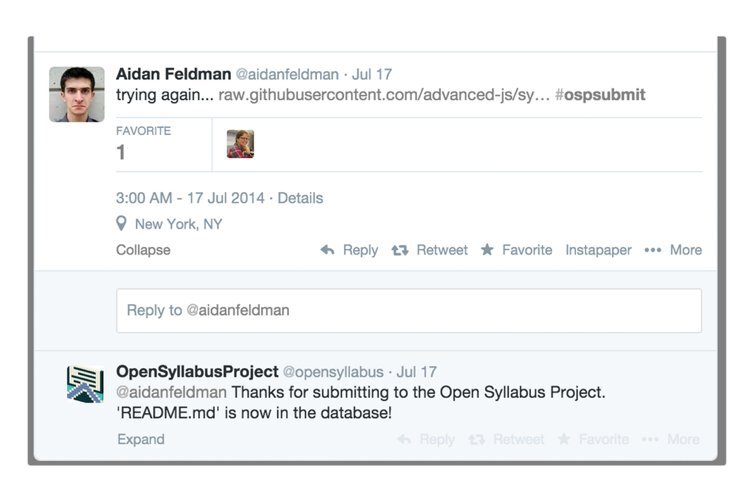 Aidan Feldman @aidanfeldman · Jul 17
trying again... raw.githubusercontent.com/advanced-js/sy… #ospsubmit
FAVORITE
1
3:00 AM - 17 Jul 2014 · Details
New York, NY
Collapse Reply Retweet Favorite Instapaper ••• More
Reply to @aidanfeldman
OpenSyllabusProject @opensyllabus · Jul 17
@aidanfeldman Thanks for submitting to the Open Syllabus Project.
'README.md' is now in the database!
Expand Reply Retweet Favorite ••• More